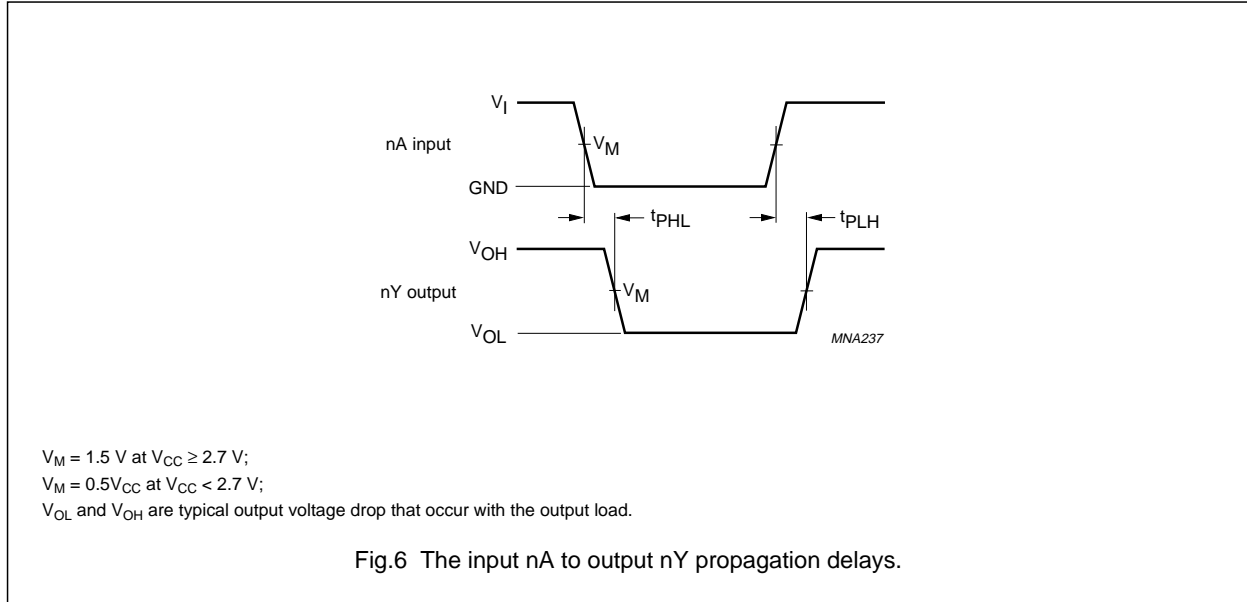 V_I
nA input
V_M
GND
t_PHL
t_PLH
V_OH
nY output
V_M
V_OL
MNA237
V_M = 1.5 V at V_CC ≥ 2.7 V;
V_M = 0.5V_CC at V_CC < 2.7 V;
V_OL and V_OH are typical output voltage drop that occur with the output load.
Fig.6 The input nA to output nY propagation delays.